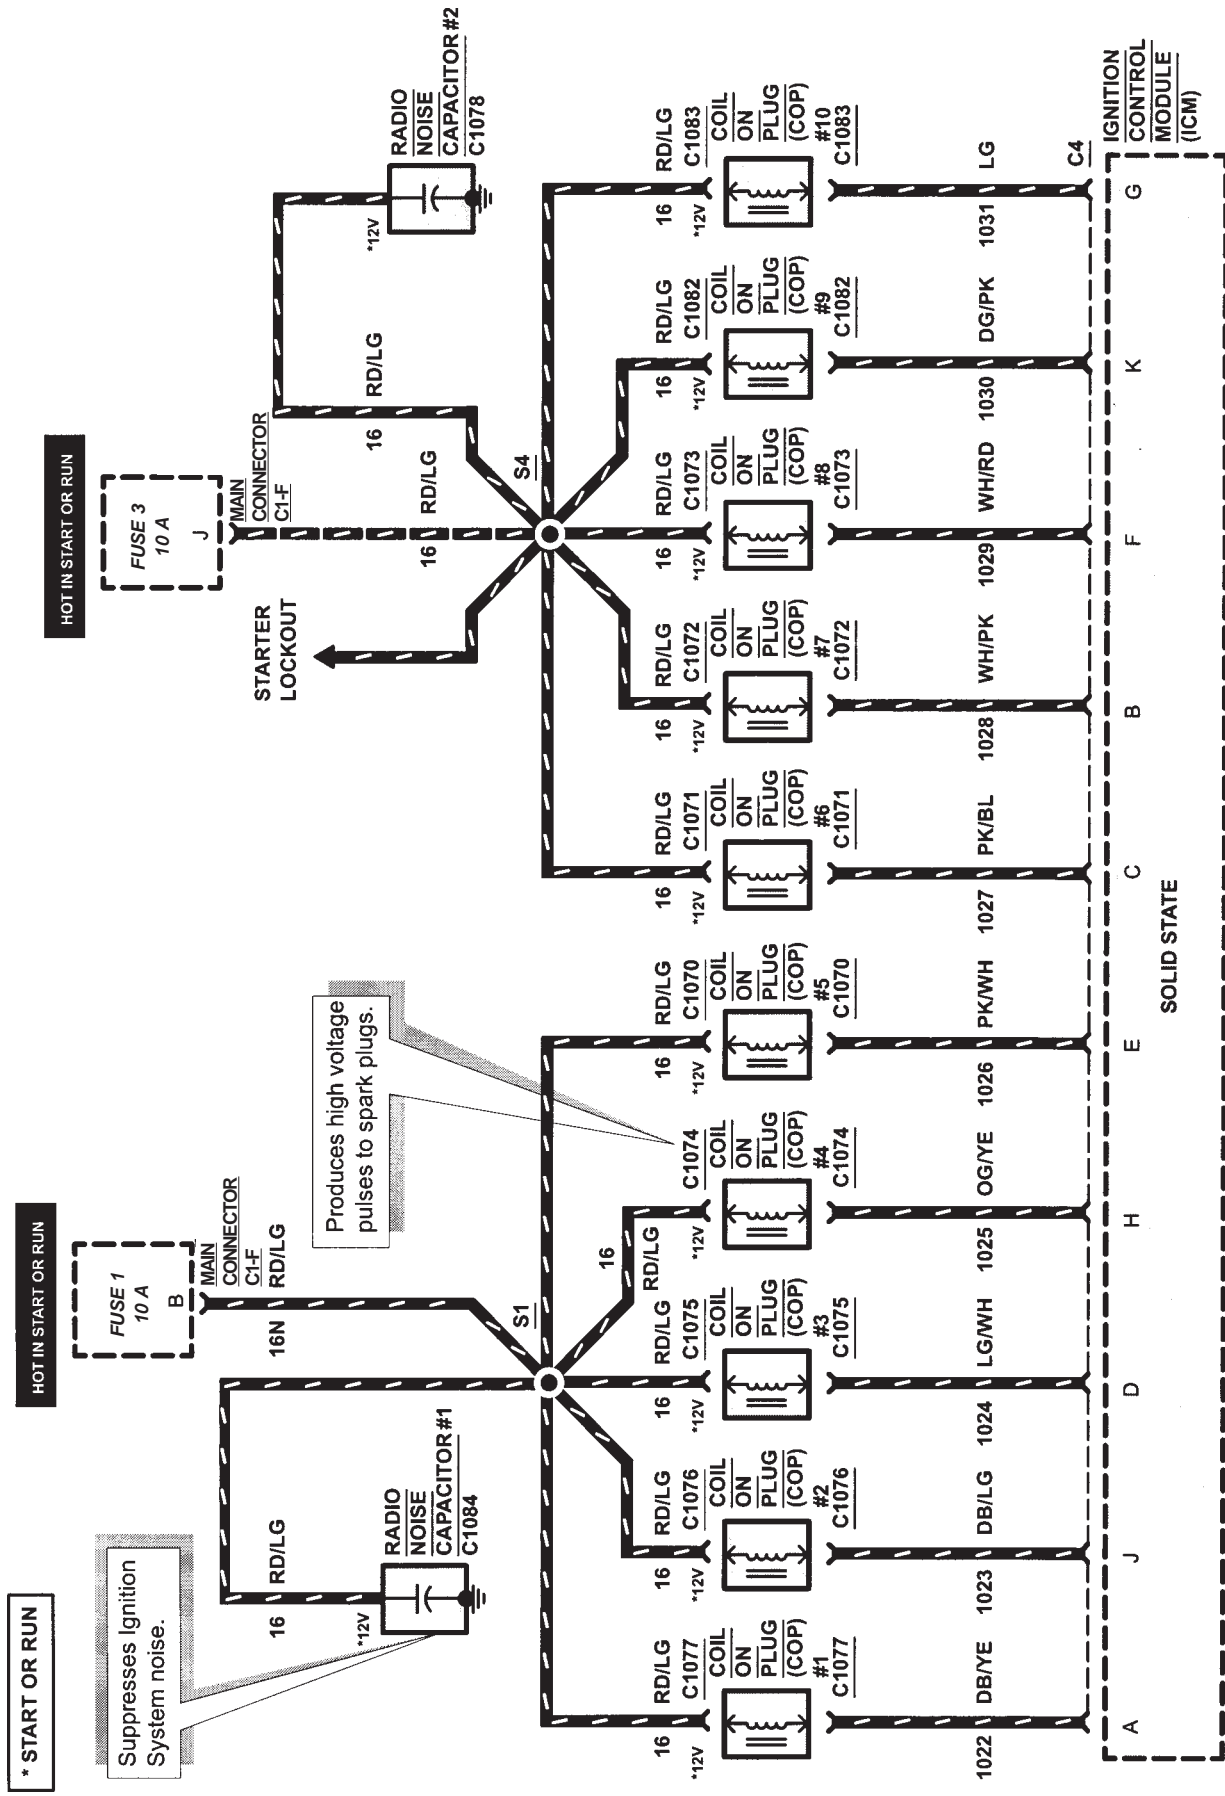 * START OR RUN
HOT IN START OR RUN
HOT IN START OR RUN
Suppresses Ignition
System noise.
FUSE 1
10 A
B
MAIN
CONNECTOR
C1-F
RD/LG
16N
FUSE 3
10 A
J
MAIN
CONNECTOR
C1-F
RD/LG
16
16
RD/LG
*12V
RADIO
NOISE
CAPACITOR #1
C1084
Produces high voltage
pulses to spark plugs.
STARTER
LOCKOUT
16
RD/LG
*12V
RADIO
NOISE
CAPACITOR #2
C1078
S1
S4
16
RD/LG
*12V
C1077
COIL
ON
PLUG
(COP)
#1
C1077
16
RD/LG
*12V
C1076
COIL
ON
PLUG
(COP)
#2
C1076
16
RD/LG
*12V
C1075
COIL
ON
PLUG
(COP)
#3
C1075
16
RD/LG
*12V
C1074
COIL
ON
PLUG
(COP)
#4
C1074
16
RD/LG
*12V
C1070
COIL
ON
PLUG
(COP)
#5
C1070
16
RD/LG
*12V
C1071
COIL
ON
PLUG
(COP)
#6
C1071
16
RD/LG
*12V
C1072
COIL
ON
PLUG
(COP)
#7
C1072
16
RD/LG
*12V
C1073
COIL
ON
PLUG
(COP)
#8
C1073
16
RD/LG
*12V
C1082
COIL
ON
PLUG
(COP)
#9
C1082
16
RD/LG
*12V
C1083
COIL
ON
PLUG
(COP)
#10
C1083
1022 DB/YE
1023 DB/LG
1024 LG/WH
1025 OG/YE
1026 PK/WH
1027 PK/BL
1028 WH/PK
1029 WH/RD
1030 DG/PK
1031 LG
C4
A J D H E C B F K G
SOLID STATE
IGNITION
CONTROL
MODULE
(ICM)